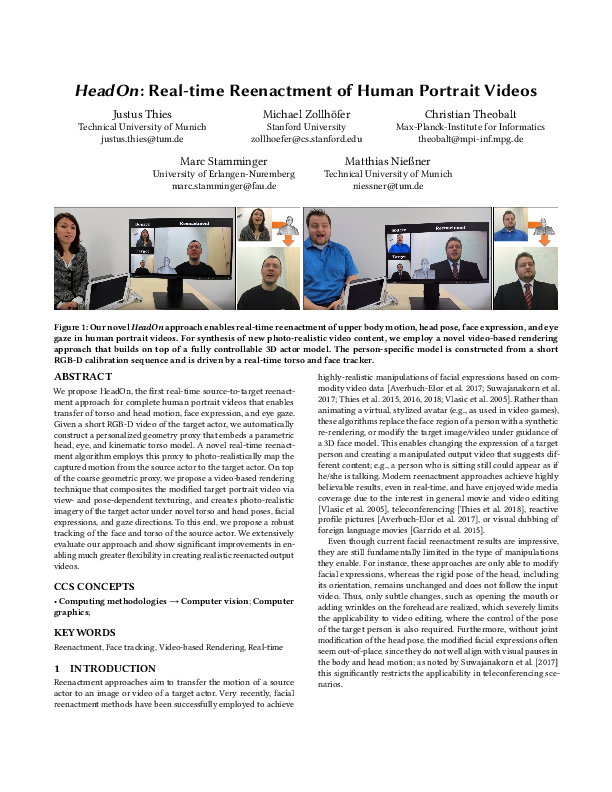 HeadOn: Real-time Reenactment of Human Portrait Videos
Justus Thies
Technical University of Munich
justus.thies@tum.de
Michael Zollhöfer
Stanford University
zollhoefer@cs.stanford.edu
Christian Theobalt
Max-Planck-Institute for Informatics
theobalt@mpi-inf.mpg.de
Marc Stamminger
University of Erlangen-Nuremberg
marc.stamminger@fau.de
Matthias Nießner
Technical University of Munich
niessner@tum.de
Source
Reenactment
Target
Source
Reenactment
Target
Figure 1: Our novel HeadOn approach enables real-time reenactment of upper body motion, head pose, face expression, and eye
gaze in human portrait videos. For synthesis of new photo-realistic video content, we employ a novel video-based rendering
approach that builds on top of a fully controllable 3D actor model. The person-specific model is constructed from a short
RGB-D calibration sequence and is driven by a real-time torso and face tracker.
ABSTRACT
We propose HeadOn, the first real-time source-to-target reenact-
ment approach for complete human portrait videos that enables
transfer of torso and head motion, face expression, and eye gaze.
Given a short RGB-D video of the target actor, we automatically
construct a personalized geometry proxy that embeds a parametric
head, eye, and kinematic torso model. A novel real-time reenact-
ment algorithm employs this proxy to photo-realistically map the
captured motion from the source actor to the target actor. On top
of the coarse geometric proxy, we propose a video-based rendering
technique that composites the modified target portrait video via
view- and pose-dependent texturing, and creates photo-realistic
imagery of the target actor under novel torso and head poses, facial
expressions, and gaze directions. To this end, we propose a robust
tracking of the face and torso of the source actor. We extensively
evaluate our approach and show significant improvements in en-
abling much greater flexibility in creating realistic reenacted output
videos.
CCS CONCEPTS
• Computing methodologies → Computer vision; Computer
graphics;
KEYWORDS
Reenactment, Face tracking, Video-based Rendering, Real-time
1 INTRODUCTION
Reenactment approaches aim to transfer the motion of a source
actor to an image or video of a target actor. Very recently, facial
reenactment methods have been successfully employed to achieve
highly-realistic manipulations of facial expressions based on com-
modity video data [Averbuch-Elor et al. 2017; Suwajanakorn et al.
2017; Thies et al. 2015, 2016, 2018; Vlasic et al. 2005]. Rather than
animating a virtual, stylized avatar (e.g., as used in video games),
these algorithms replace the face region of a person with a synthetic
re-rendering, or modify the target image/video under guidance of
a 3D face model. This enables changing the expression of a target
person and creating a manipulated output video that suggests dif-
ferent content; e.g., a person who is sitting still could appear as if
he/she is talking. Modern reenactment approaches achieve highly
believable results, even in real-time, and have enjoyed wide media
coverage due to the interest in general movie and video editing
[Vlasic et al. 2005], teleconferencing [Thies et al. 2018], reactive
profile pictures [Averbuch-Elor et al. 2017], or visual dubbing of
foreign language movies [Garrido et al. 2015].
Even though current facial reenactment results are impressive,
they are still fundamentally limited in the type of manipulations
they enable. For instance, these approaches are only able to modify
facial expressions, whereas the rigid pose of the head, including
its orientation, remains unchanged and does not follow the input
video. Thus, only subtle changes, such as opening the mouth or
adding wrinkles on the forehead are realized, which severely limits
the applicability to video editing, where the control of the pose
of the target person is also required. Furthermore, without joint
modification of the head pose, the modified facial expressions often
seem out-of-place, since they do not well align with visual pauses in
the body and head motion; as noted by Suwajanakorn et al. [2017]
this significantly restricts the applicability in teleconferencing sce-
narios.